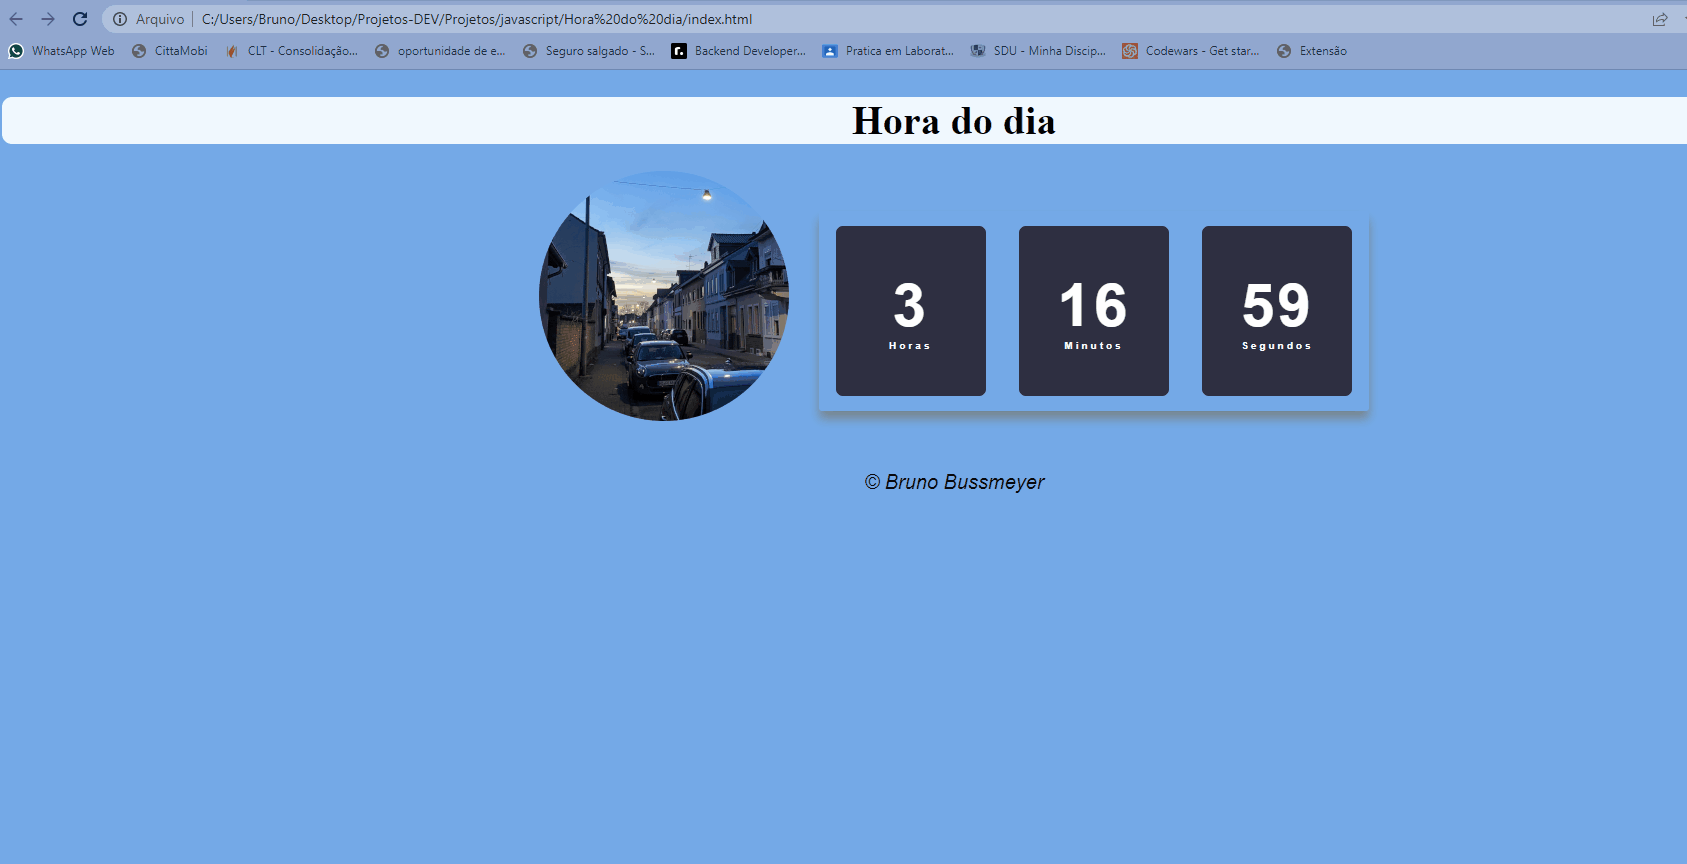 Arquivo C:/Users/Bruno/Desktop/Projetos-DEV/Projetos/javascript/Hora%20do%20dia/index.html
WhatsApp Web CittaMobi CLT - Consolidação... oportunidade de e... Seguro salgado - S... Backend Developer... Pratica em Laborat... SDU - Minha Discip... Codewars - Get star... Extensão
Hora do dia
3 16 59
Horas Minutos Segundos
© Bruno Bussmeyer